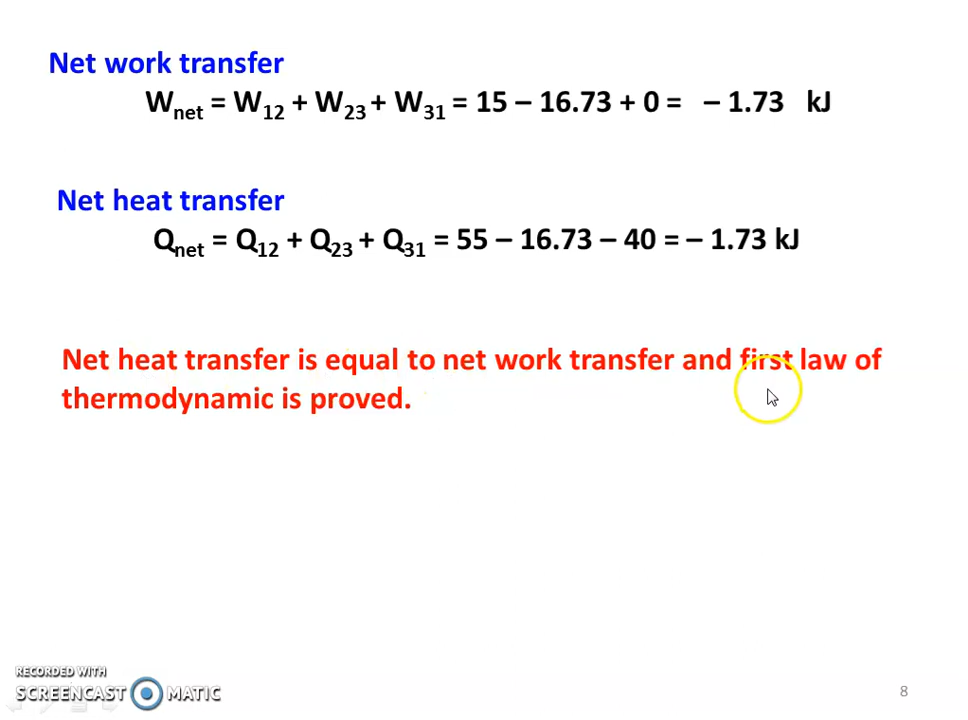 Net work transfer
Wnet = W12 + W23 + W31 = 15 – 16.73 + 0 = – 1.73 kJ
Net heat transfer
Qnet = Q12 + Q23 + Q31 = 55 – 16.73 – 40 = – 1.73 kJ
Net heat transfer is equal to net work transfer and first law of
thermodynamic is proved.
RECORDED WITH
SCREENCAST MATIC
8